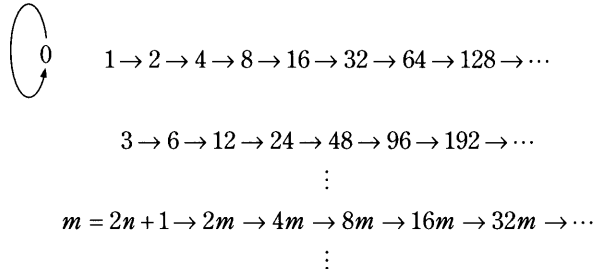 0
1 → 2 → 4 → 8 → 16 → 32 → 64 → 128 → ⋯
3 → 6 → 12 → 24 → 48 → 96 → 192 → ⋯
⋮
m = 2n + 1 → 2m → 4m → 8m → 16m → 32m → ⋯
⋮